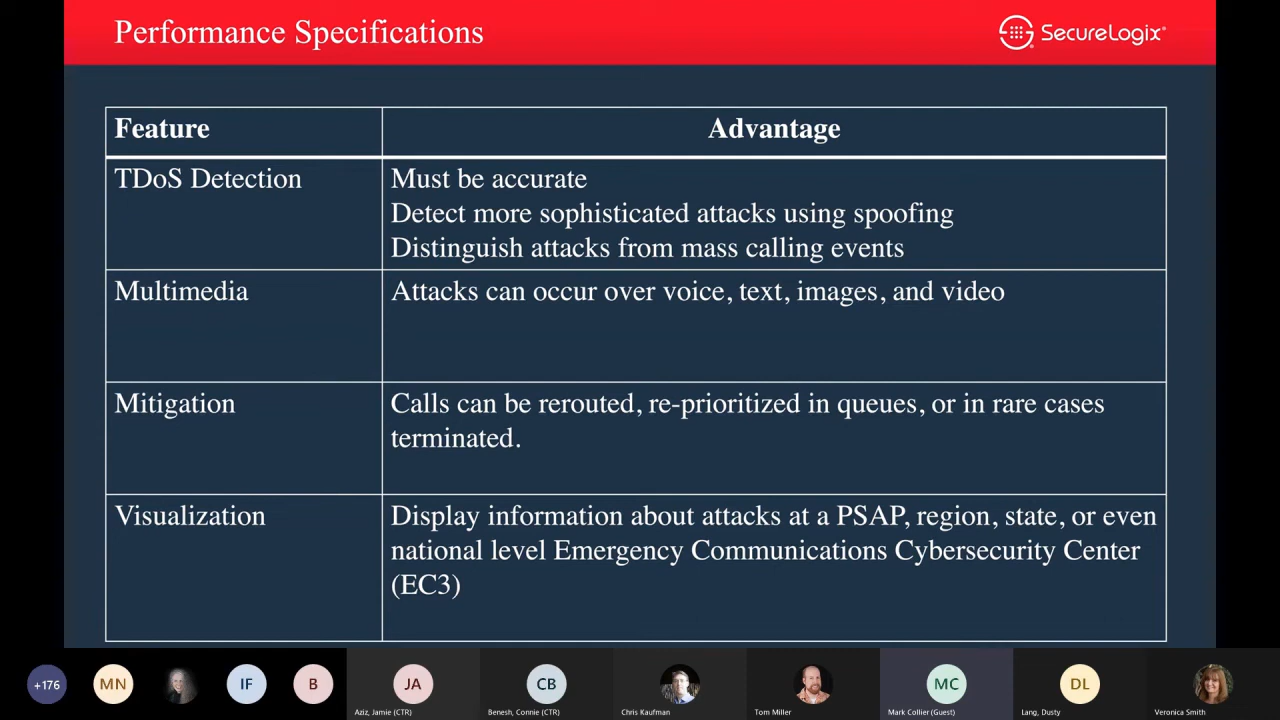 Performance Specifications
SecureLogix
Feature
Advantage
TDoS Detection
Must be accurate
Detect more sophisticated attacks using spoofing
Distinguish attacks from mass calling events
Multimedia
Attacks can occur over voice, text, images, and video
Mitigation
Calls can be rerouted, re-prioritized in queues, or in rare cases
terminated.
Visualization
Display information about attacks at a PSAP, region, state, or even
national level Emergency Communications Cybersecurity Center
(EC3)
+176
MN
IF
B
JA
CB
MC
DL
Aziz, Jamie (CTR)
Benesh, Connie (CTR)
Chris Kaufman
Tom Miller
Mark Collier (Guest)
Lang, Dusty
Veronica Smith